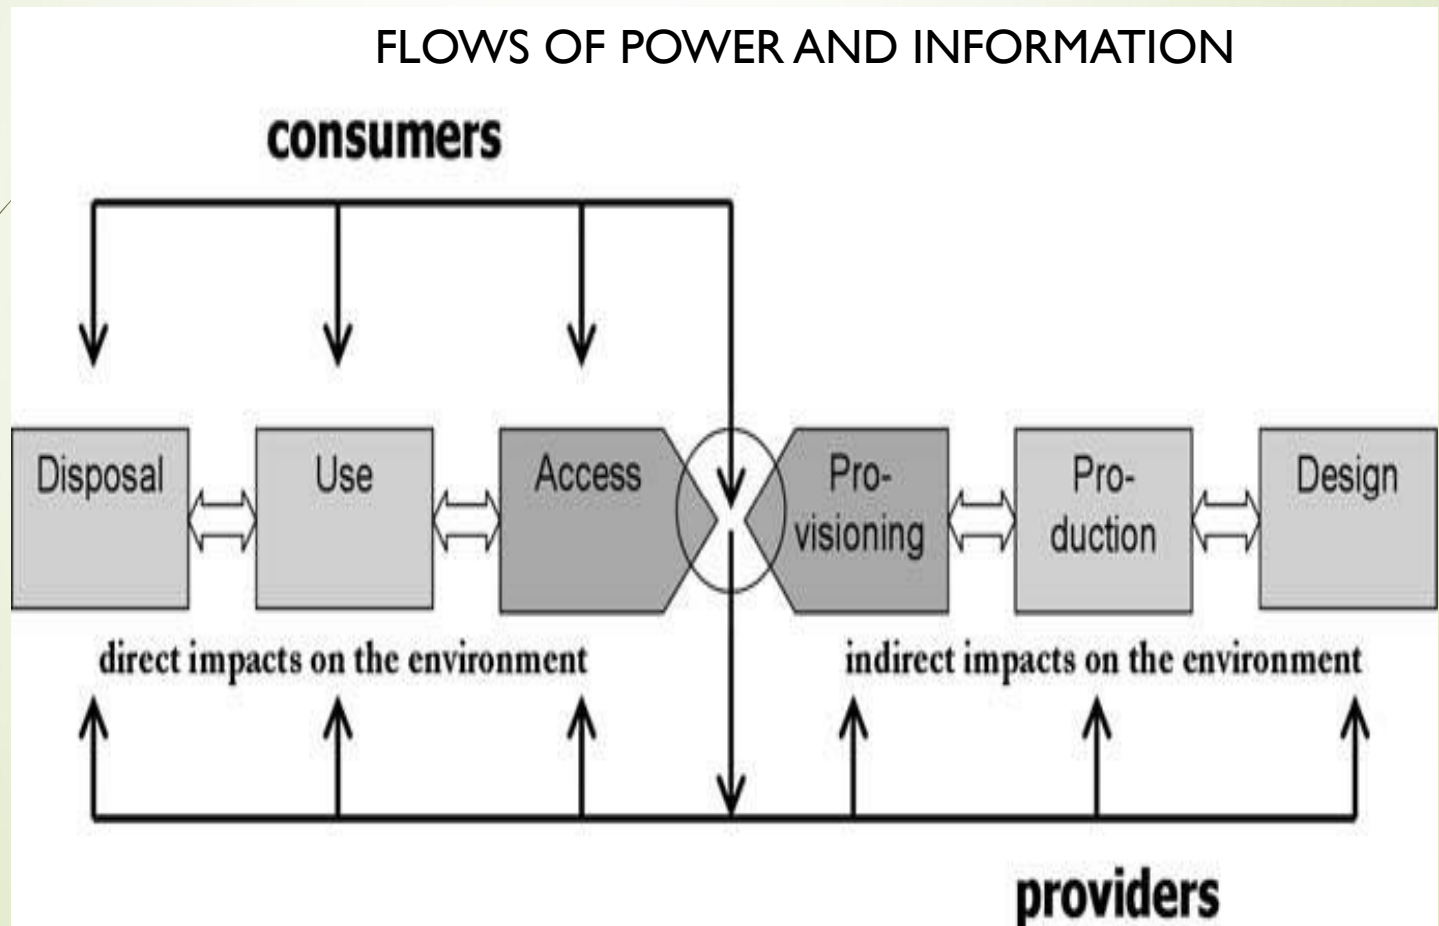 FLOWS OF POWER AND INFORMATION
consumers
Disposal
Use
Access
Pro-
visioning
Pro-
duction
Design
direct impacts on the environment
indirect impacts on the environment
providers